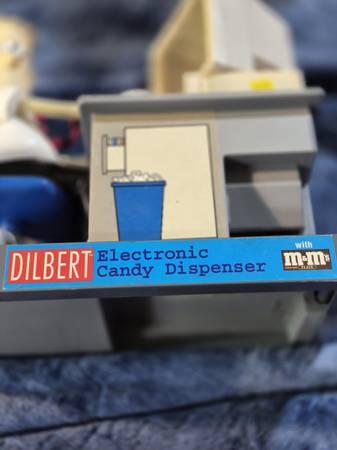 DILBERT
Electronic
Candy Dispenser
with
m&m's